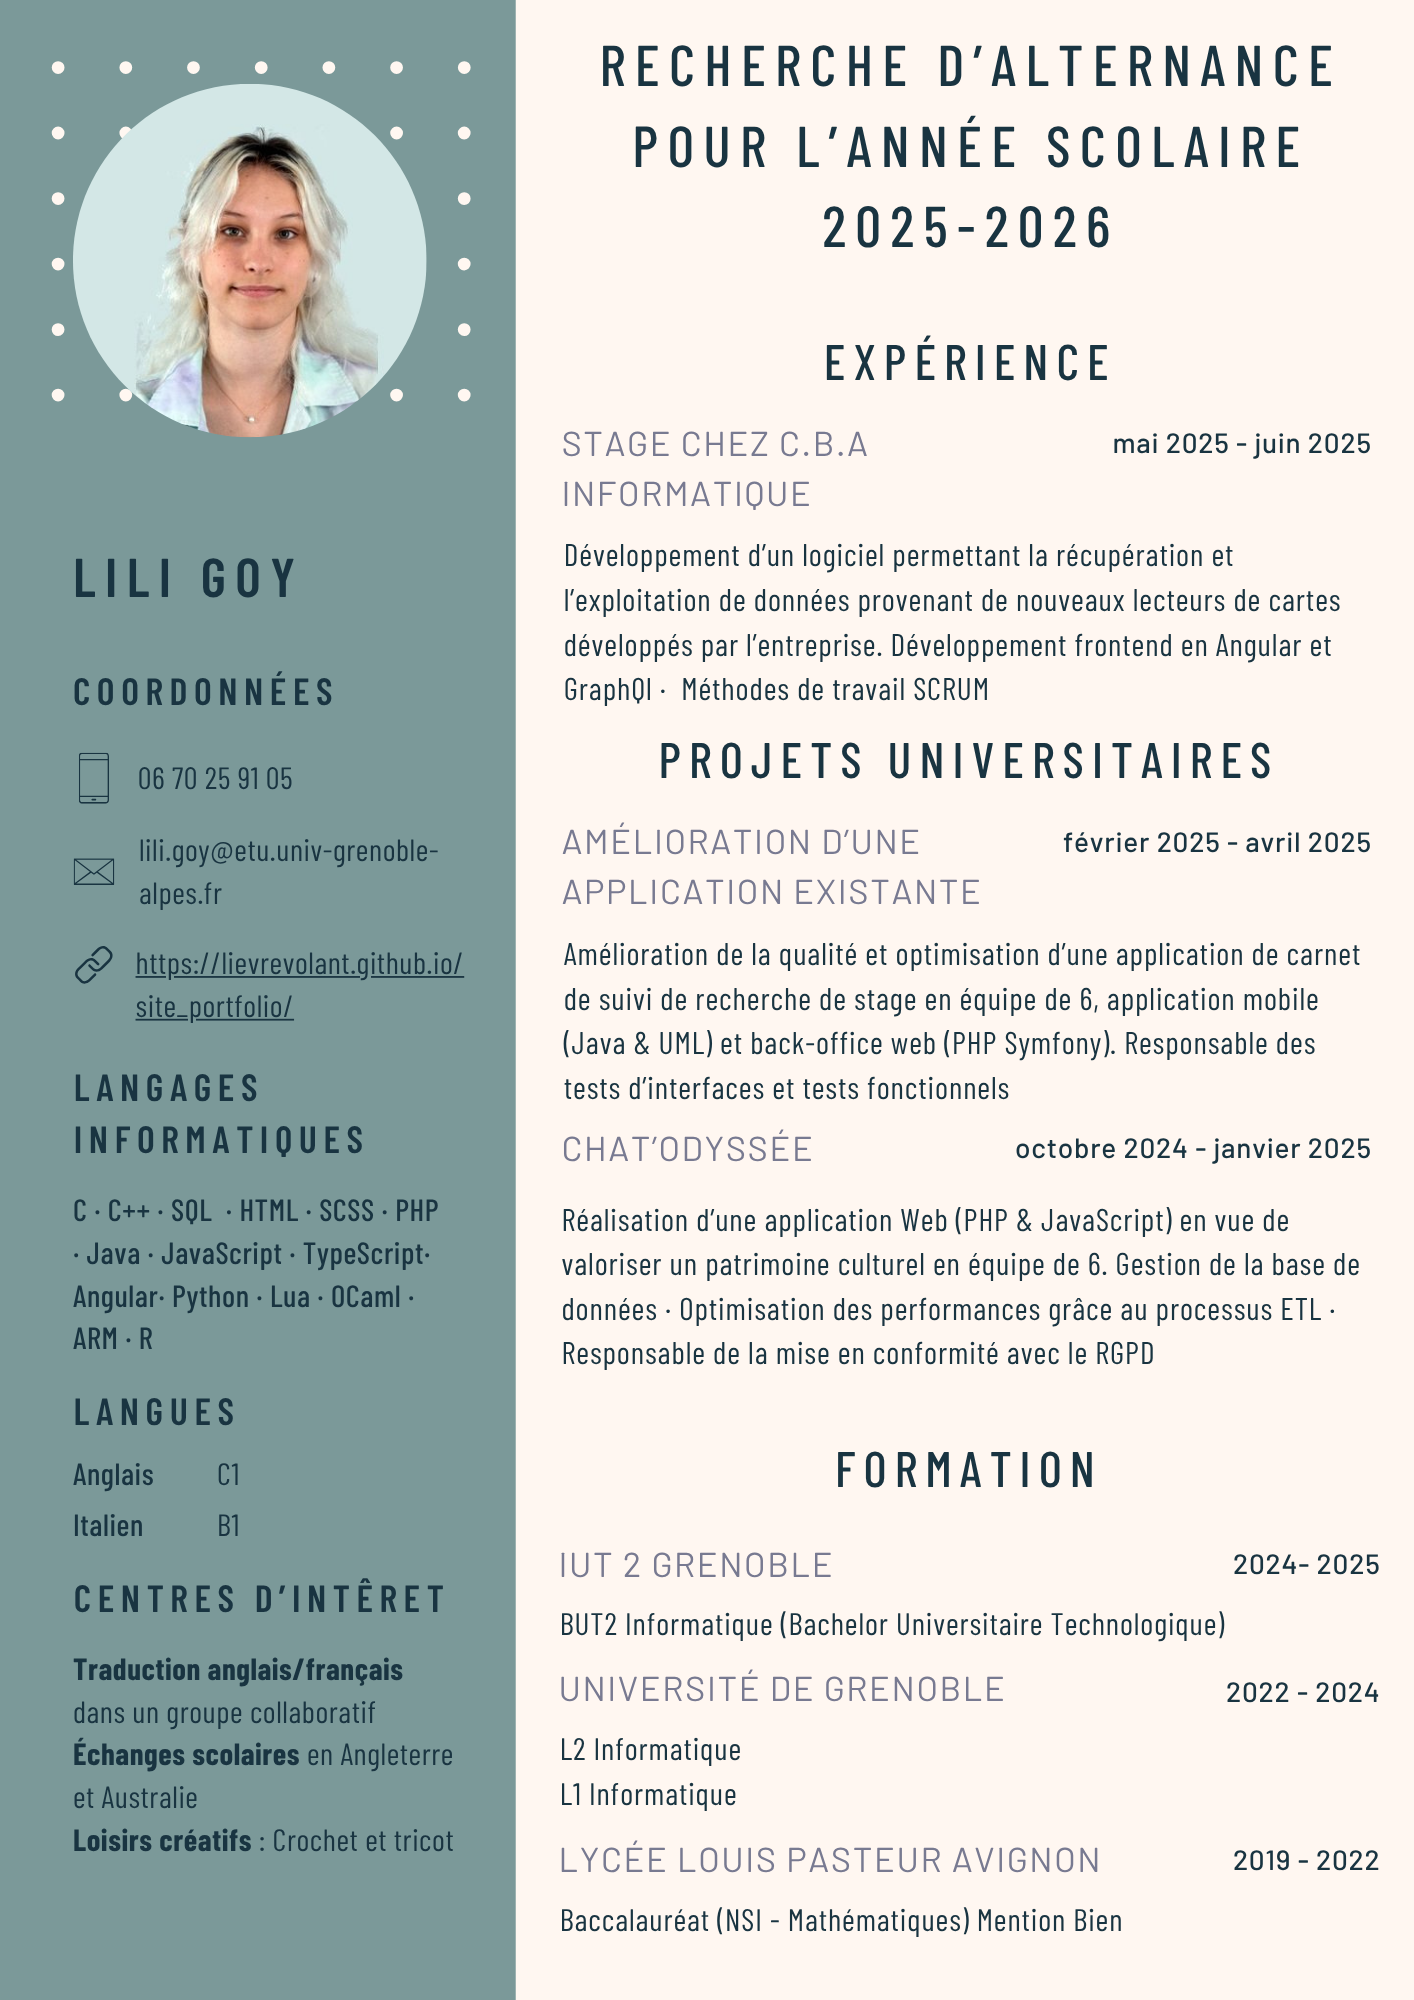 LILI GOY
COORDONNÉES
06 70 25 91 05
lili.goy@etu.univ-grenoble-
alpes.fr
https://lievrevolant.github.io/
site_portfolio/
LANGAGES
INFORMATIQUES
C · C++ · SQL  · HTML · SCSS · PHP
· Java · JavaScript · TypeScript·
Angular· Python · Lua · OCaml ·
ARM · R
LANGUES
Anglais C1
Italien B1
CENTRES D’INTÊRET
Traduction anglais/français
dans un groupe collaboratif
Échanges scolaires en Angleterre
et Australie
Loisirs créatifs : Crochet et tricot
RECHERCHE D’ALTERNANCE
POUR L’ANNÉE SCOLAIRE
2025-2026
EXPÉRIENCE
STAGE CHEZ C.B.A mai 2025 - juin 2025
INFORMATIQUE
Développement d’un logiciel permettant la récupération et
l’exploitation de données provenant de nouveaux lecteurs de cartes
développés par l’entreprise. Développement frontend en Angular et
GraphQl ·  Méthodes de travail SCRUM
PROJETS UNIVERSITAIRES
AMÉLIORATION D’UNE février 2025 - avril 2025
APPLICATION EXISTANTE
Amélioration de la qualité et optimisation d’une application de carnet
de suivi de recherche de stage en équipe de 6, application mobile
(Java & UML) et back-office web (PHP Symfony). Responsable des
tests d’interfaces et tests fonctionnels
CHAT’ODYSSÉE octobre 2024 - janvier 2025
Réalisation d’une application Web (PHP & JavaScript) en vue de
valoriser un patrimoine culturel en équipe de 6. Gestion de la base de
données · Optimisation des performances grâce au processus ETL ·
Responsable de la mise en conformité avec le RGPD
FORMATION
IUT 2 GRENOBLE 2024- 2025
BUT2 Informatique (Bachelor Universitaire Technologique)
UNIVERSITÉ DE GRENOBLE 2022 - 2024
L2 Informatique
L1 Informatique
LYCÉE LOUIS PASTEUR AVIGNON 2019 - 2022
Baccalauréat (NSI - Mathématiques) Mention Bien